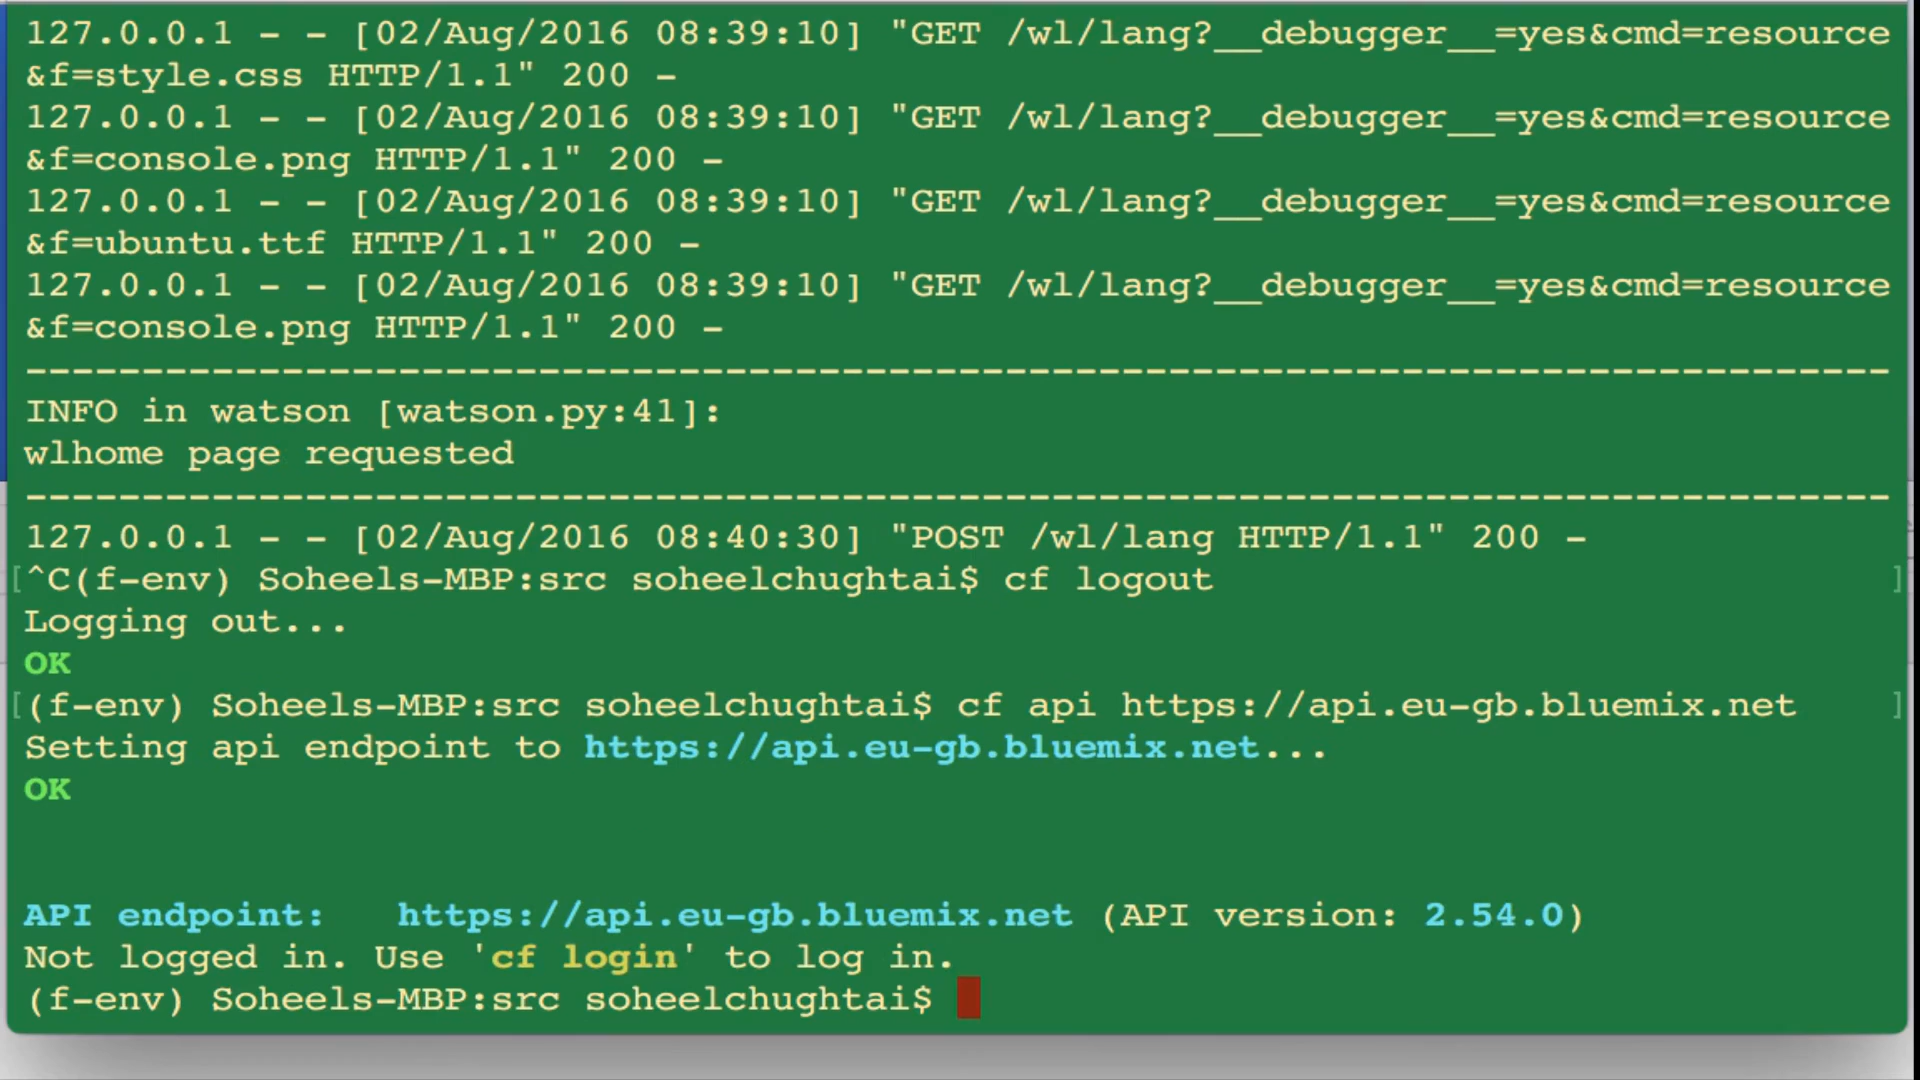 127.0.0.1 - - [02/Aug/2016 08:39:10] "GET /wl/lang?__debugger__=yes&cmd=resource
&f=style.css HTTP/1.1" 200 -
127.0.0.1 - - [02/Aug/2016 08:39:10] "GET /wl/lang?__debugger__=yes&cmd=resource
&f=console.png HTTP/1.1" 200 -
127.0.0.1 - - [02/Aug/2016 08:39:10] "GET /wl/lang?__debugger__=yes&cmd=resource
&f=ubuntu.ttf HTTP/1.1" 200 -
127.0.0.1 - - [02/Aug/2016 08:39:10] "GET /wl/lang?__debugger__=yes&cmd=resource
&f=console.png HTTP/1.1" 200 -
--------------------------------------------------------------------------------
INFO in watson [watson.py:41]:
wlhome page requested
--------------------------------------------------------------------------------
127.0.0.1 - - [02/Aug/2016 08:40:30] "POST /wl/lang HTTP/1.1" 200 -
[^C(f-env) Soheels-MBP:src soheelchughtai$ cf logout ]
Logging out...
OK
[(f-env) Soheels-MBP:src soheelchughtai$ cf api https://api.eu-gb.bluemix.net ]
Setting api endpoint to https://api.eu-gb.bluemix.net...
OK
API endpoint: https://api.eu-gb.bluemix.net (API version: 2.54.0)
Not logged in. Use 'cf login' to log in.
(f-env) Soheels-MBP:src soheelchughtai$